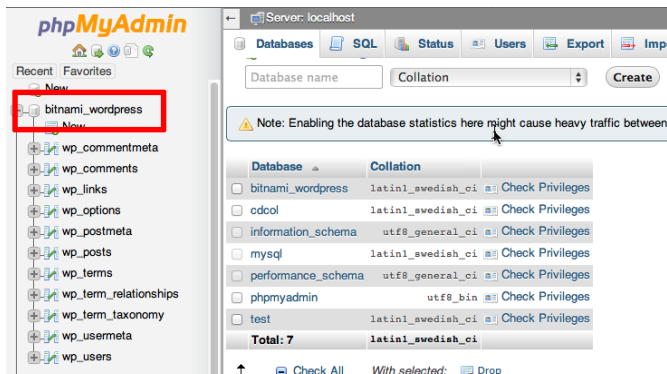 phpMyAdmin
Recent Favorites
New
bitnami_wordpress
New
wp_commentmeta
wp_comments
wp_links
wp_options
wp_postmeta
wp_posts
wp_terms
wp_term_relationships
wp_term_taxonomy
wp_usermeta
wp_users
Server: localhost
Databases SQL Status Users Export Impo
Database name Collation Create
Note: Enabling the database statistics here might cause heavy traffic between
Database Collation
bitnami_wordpress latin1_swedish_ci Check Privileges
cdcol latin1_swedish_ci Check Privileges
information_schema utf8_general_ci Check Privileges
mysql latin1_swedish_ci Check Privileges
performance_schema utf8_general_ci Check Privileges
phpmyadmin utf8_bin Check Privileges
test latin1_swedish_ci Check Privileges
Total: 7 latin1_swedish_ci
Check All With selected: Drop